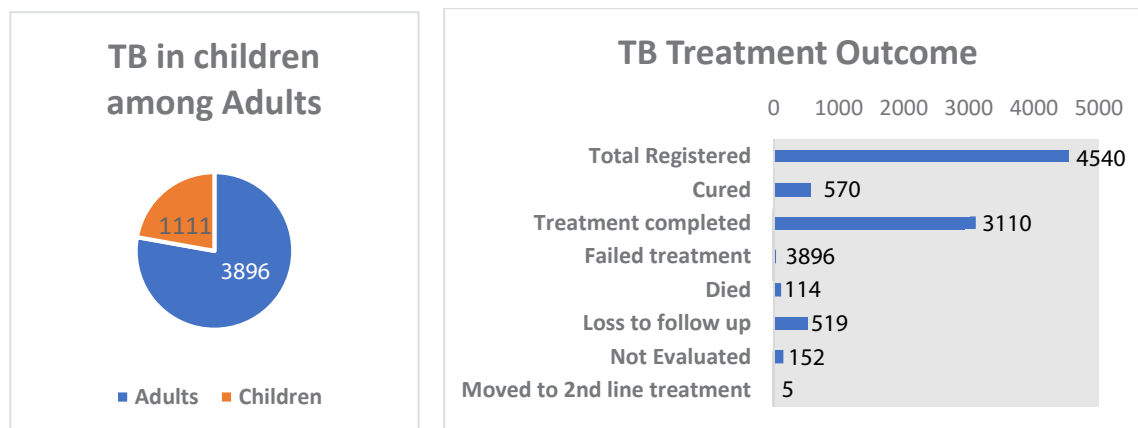 TB in children
among Adults
1111
3896
Adults Children
TB Treatment Outcome
0 1000 2000 3000 4000 5000
Total Registered 4540
Cured 570
Treatment completed 3110
Failed treatment 3896
Died 114
Loss to follow up 519
Not Evaluated 152
Moved to 2nd line treatment 5